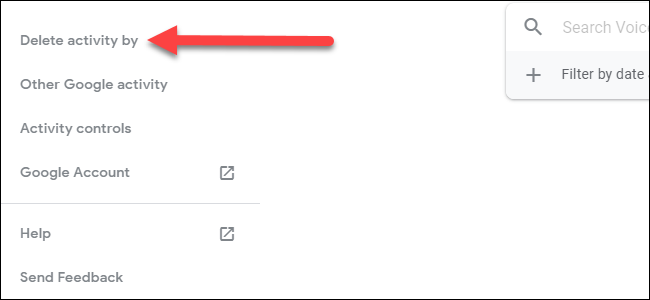 Delete activity by
Search Voic
Other Google activity
Filter by date
Activity controls
Google Account
Help
Send Feedback